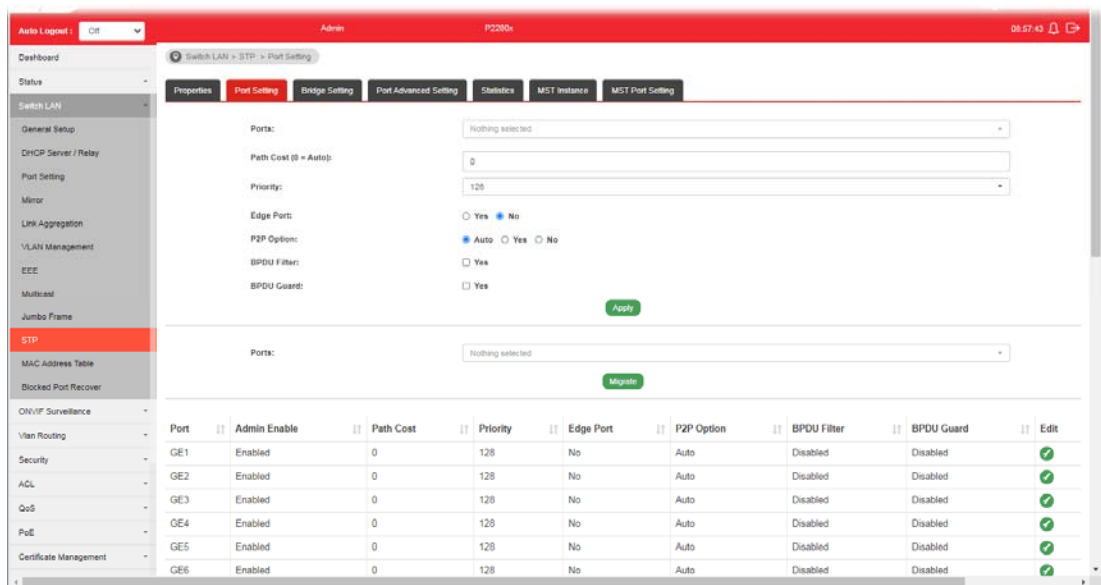 Auto Logout : Off Admin P2280x 08:57:43
Dashboard
Status
Switch LAN
General Setup
DHCP Server / Relay
Port Setting
Mirror
Link Aggregation
VLAN Management
EEE
Multicast
Jumbo Frame
STP
MAC Address Table
Blocked Port Recover
ONVIF Surveillance
Vlan Routing
Security
ACL
QoS
PoE
Certificate Management
Switch LAN > STP > Port Setting
Properties Port Setting Bridge Setting Port Advanced Setting Statistics MST Instance MST Port Setting
Ports: Nothing selected
Path Cost (0 = Auto): 0
Priority: 128
Edge Port: Yes No
P2P Option: Auto Yes No
BPDU Filter: Yes
BPDU Guard: Yes
Apply
Ports: Nothing selected
Migrate
Port Admin Enable Path Cost Priority Edge Port P2P Option BPDU Filter BPDU Guard Edit
GE1 Enabled 0 128 No Auto Disabled Disabled
GE2 Enabled 0 128 No Auto Disabled Disabled
GE3 Enabled 0 128 No Auto Disabled Disabled
GE4 Enabled 0 128 No Auto Disabled Disabled
GE5 Enabled 0 128 No Auto Disabled Disabled
GE6 Enabled 0 128 No Auto Disabled Disabled